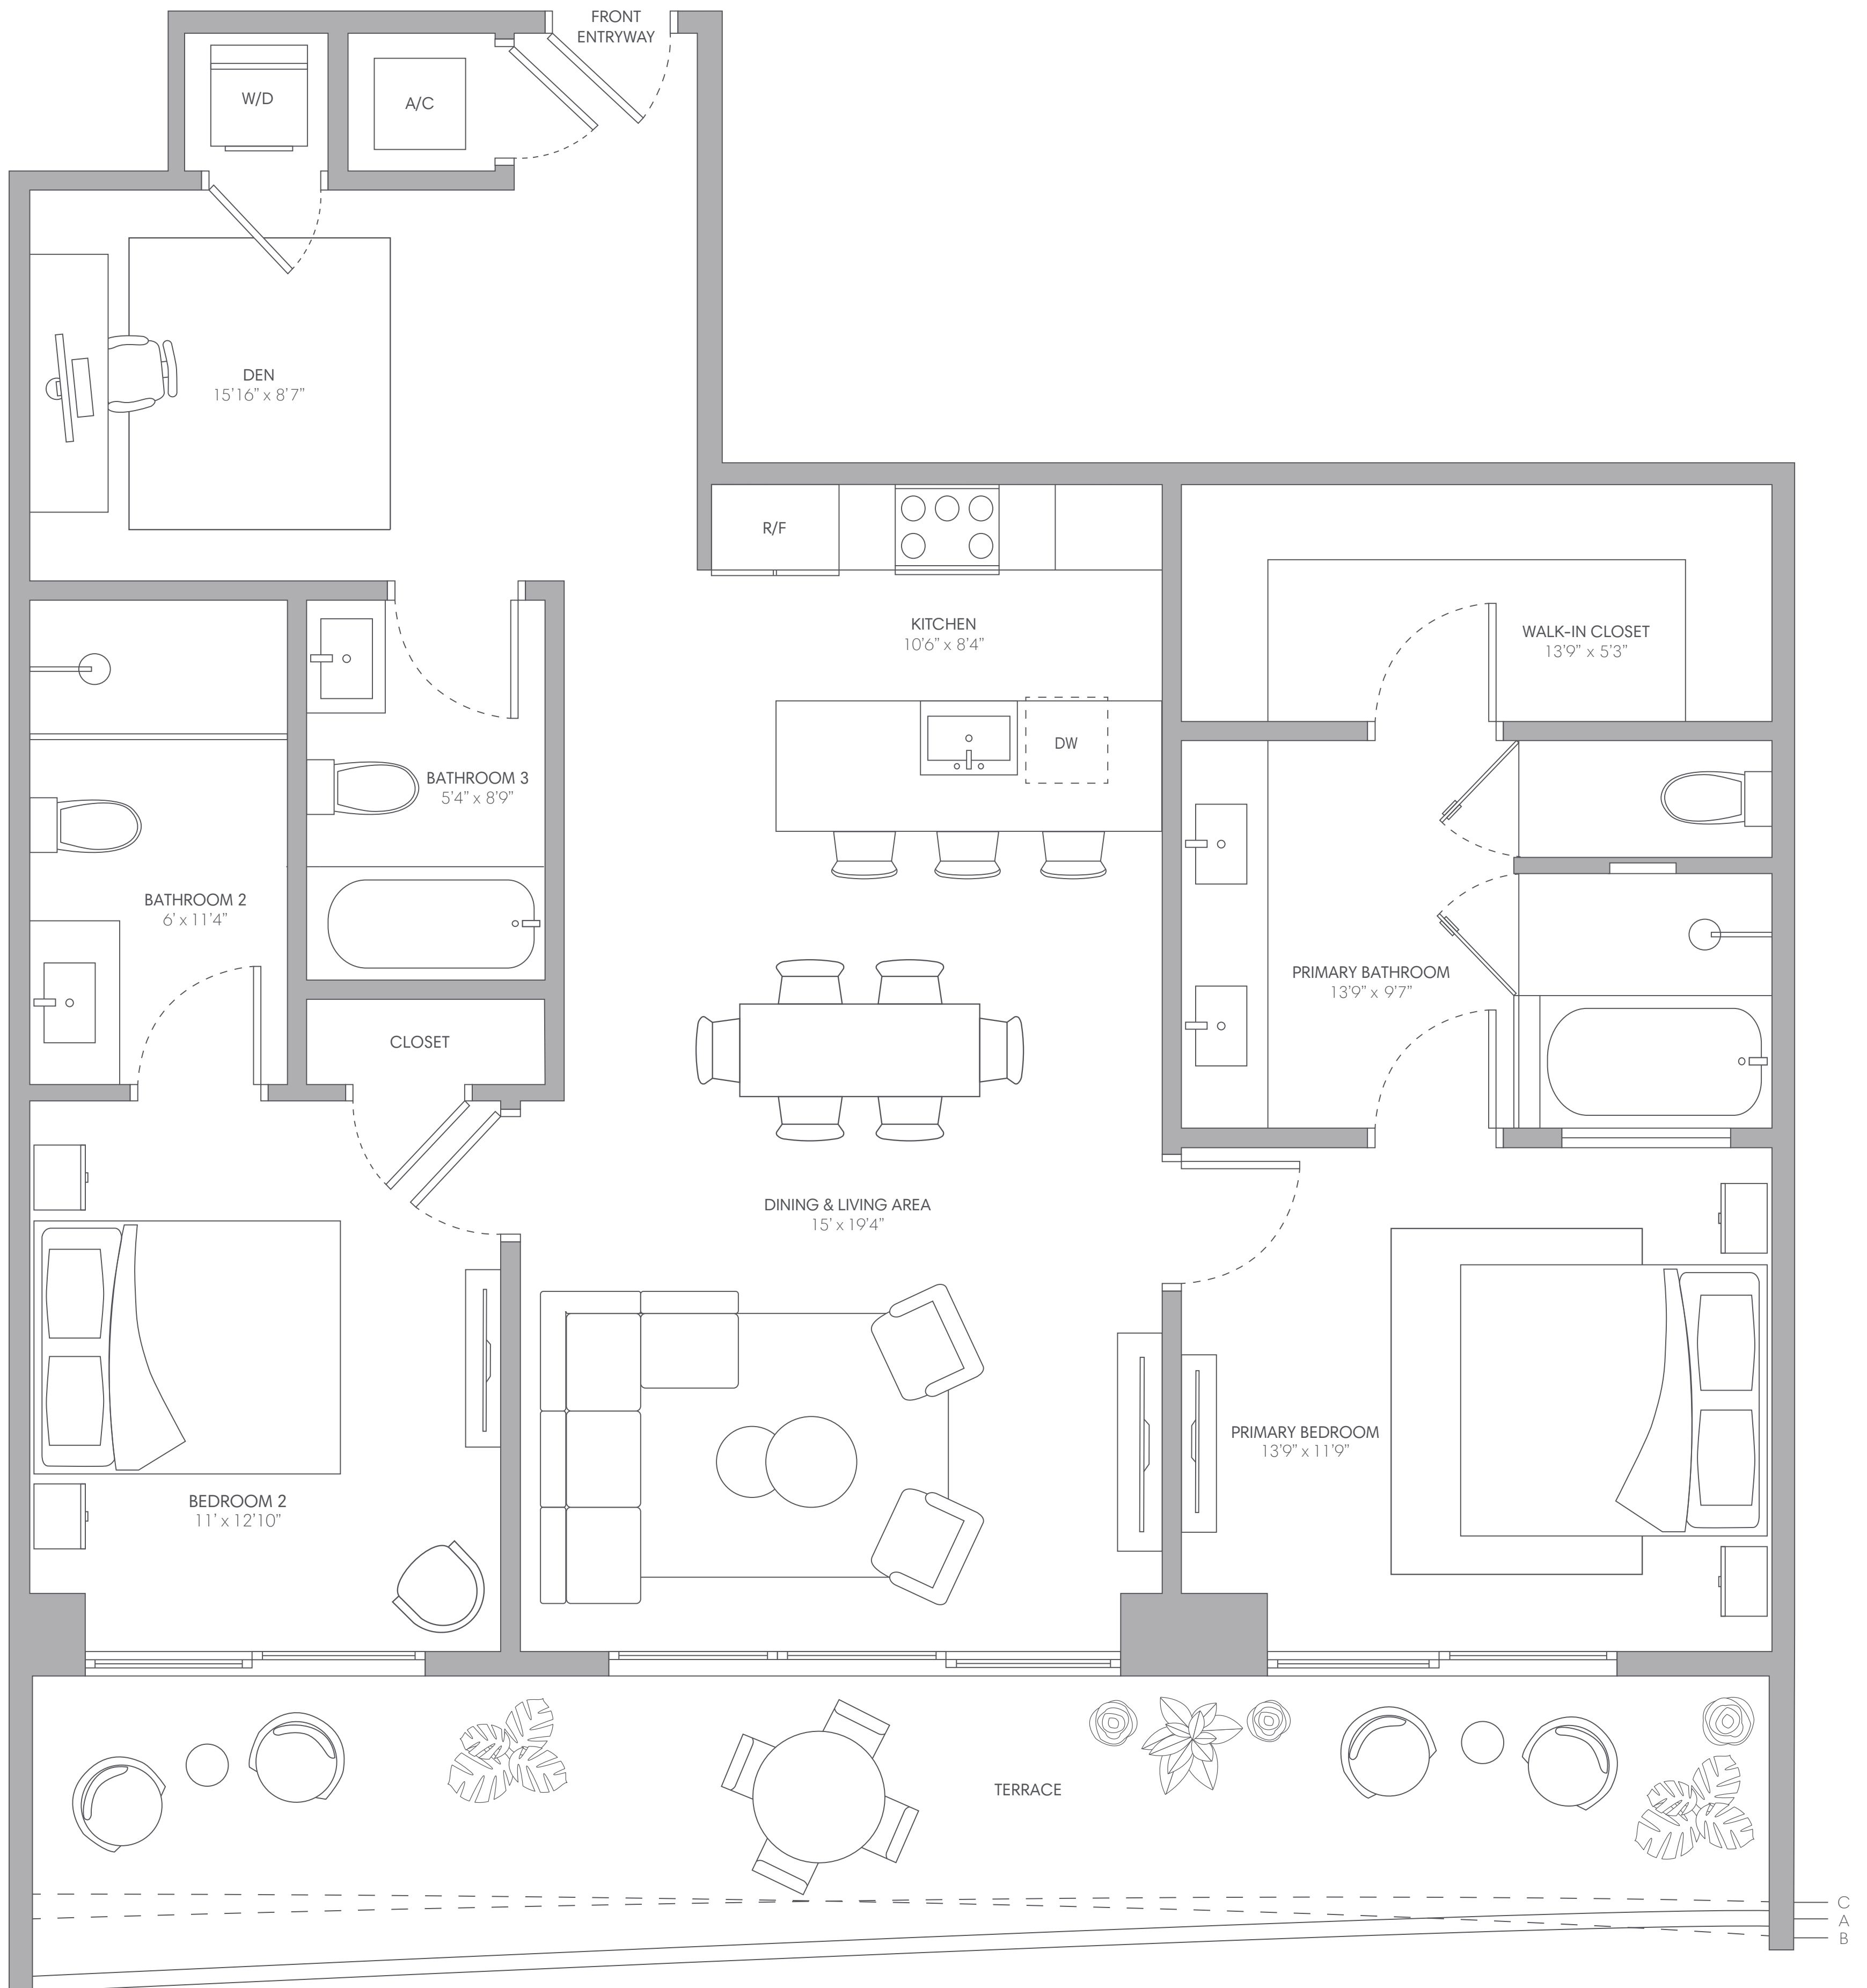 FRONT
ENTRYWAY
W/D
A/C
DEN
15'16” x 8'7”
R/F
KITCHEN
10'6” x 8'4”
WALK-IN CLOSET
13'9” x 5'3”
DW
BATHROOM 3
5'4” x 8'9”
BATHROOM 2
6' x 11'4”
PRIMARY BATHROOM
13'9” x 9'7”
CLOSET
DINING & LIVING AREA
15' x 19'4”
PRIMARY BEDROOM
13'9” x 11'9”
BEDROOM 2
11' x 12'10”
TERRACE
C
A
B